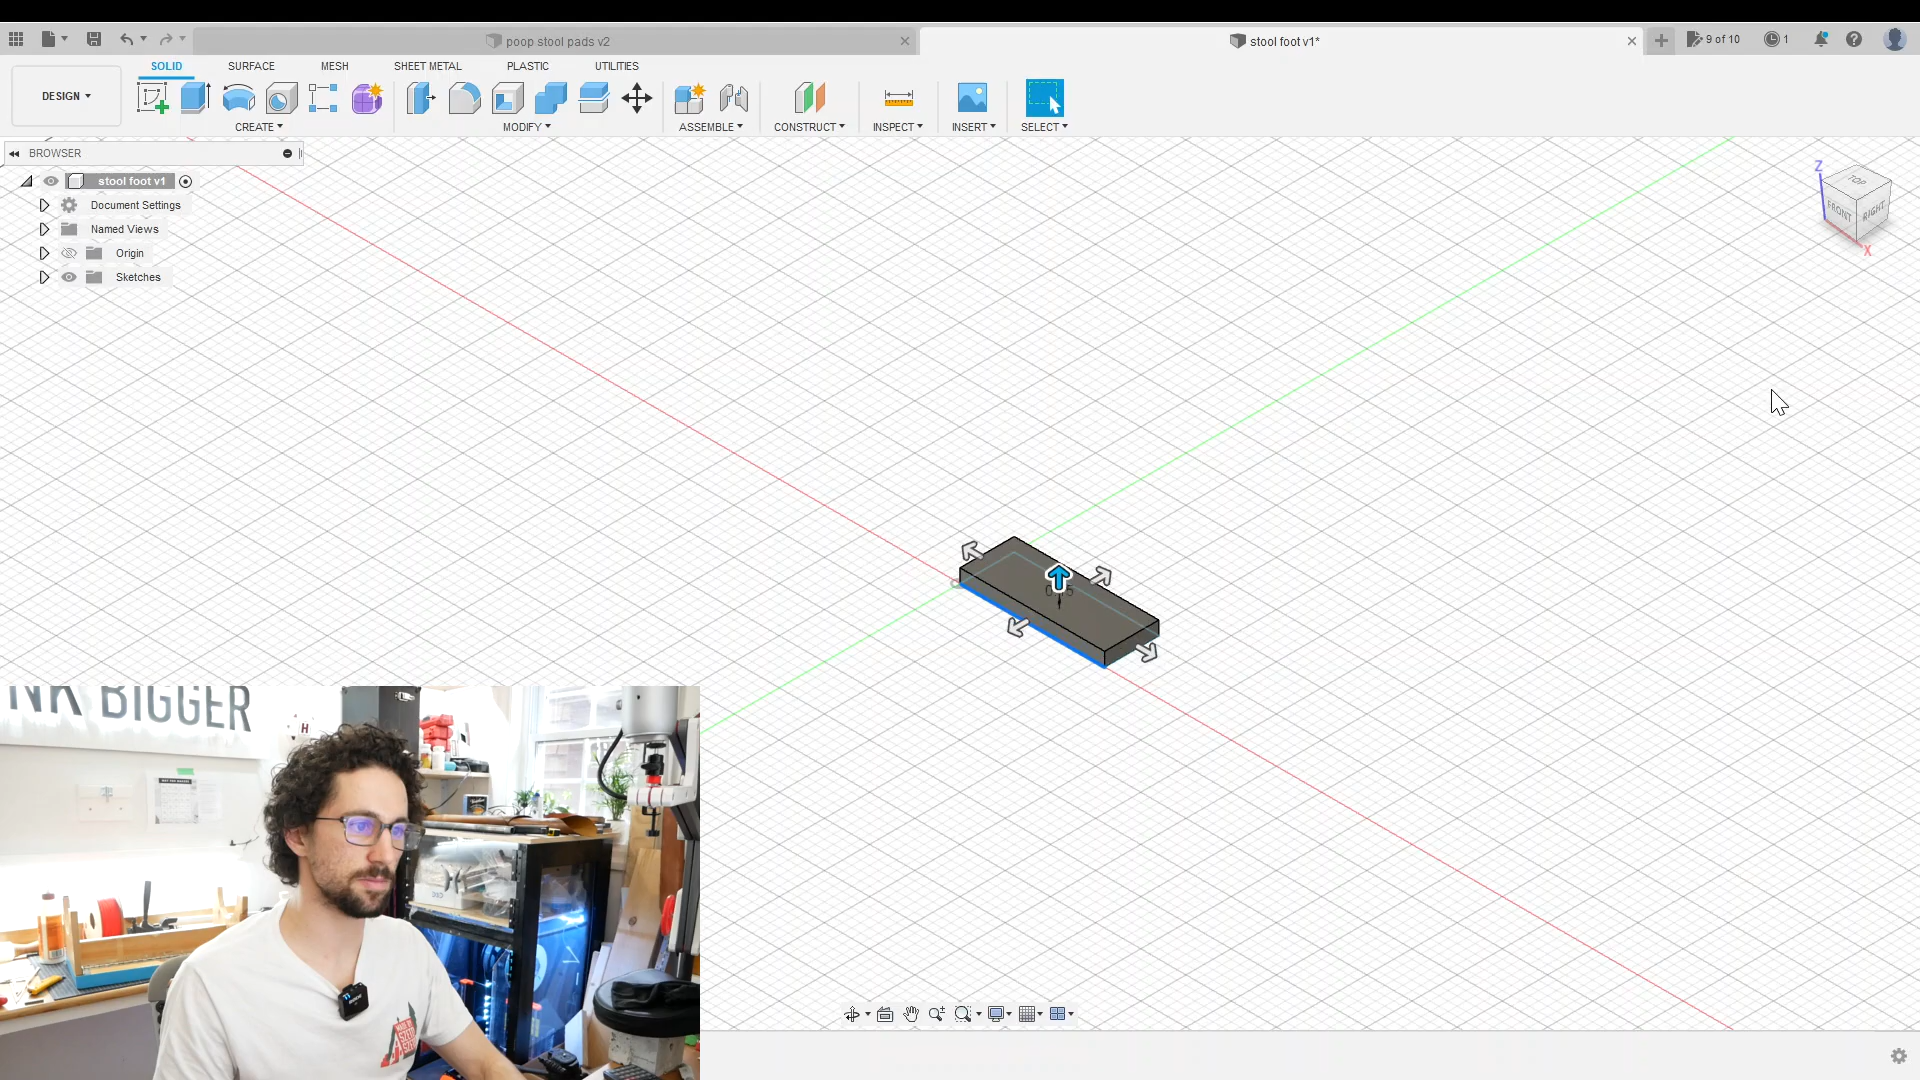 poop stool pads v2
stool foot v1*
9 of 10
1
DESIGN
SOLID
SURFACE
MESH
SHEET METAL
PLASTIC
UTILITIES
CREATE
MODIFY
ASSEMBLE
CONSTRUCT
INSPECT
INSERT
SELECT
BROWSER
stool foot v1
Document Settings
Named Views
Origin
Sketches
Z
TOP
FRONT
RIGHT
X
NK BIGGER
H